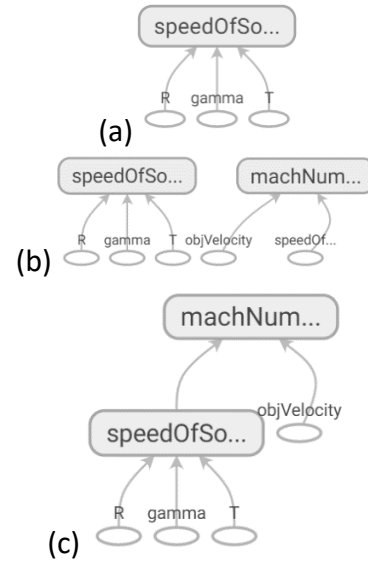 speedOfSo...
R gamma T
(a)
speedOfSo... machNum...
R gamma T objVelocity speedOf...
(b)
machNum...
objVelocity
speedOfSo...
R gamma T
(c)